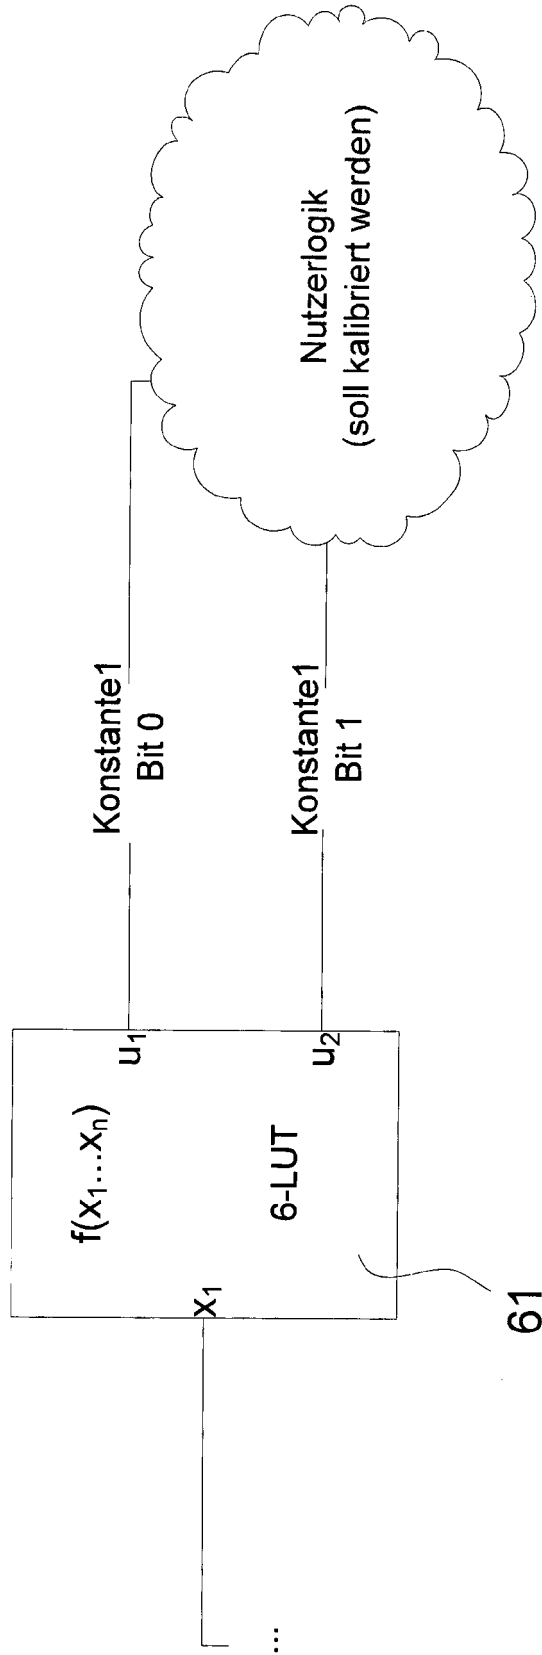 ...
x₁
f(x₁...xₙ)
6-LUT
u₁
u₂
61
Konstante1
Bit 0
Konstante1
Bit 1
Nutzerlogik
(soll kalibriert werden)